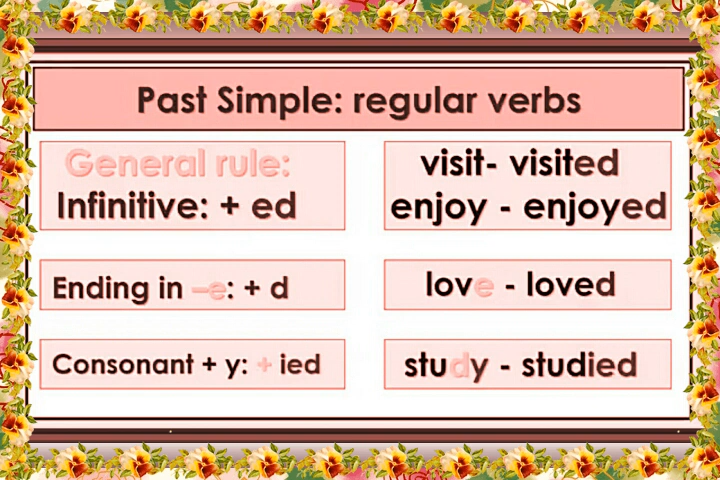 Past Simple: regular verbs
General rule:
Infinitive: + ed
visit- visited
enjoy - enjoyed
Ending in –e: + d
love - loved
Consonant + y: + ied
study - studied